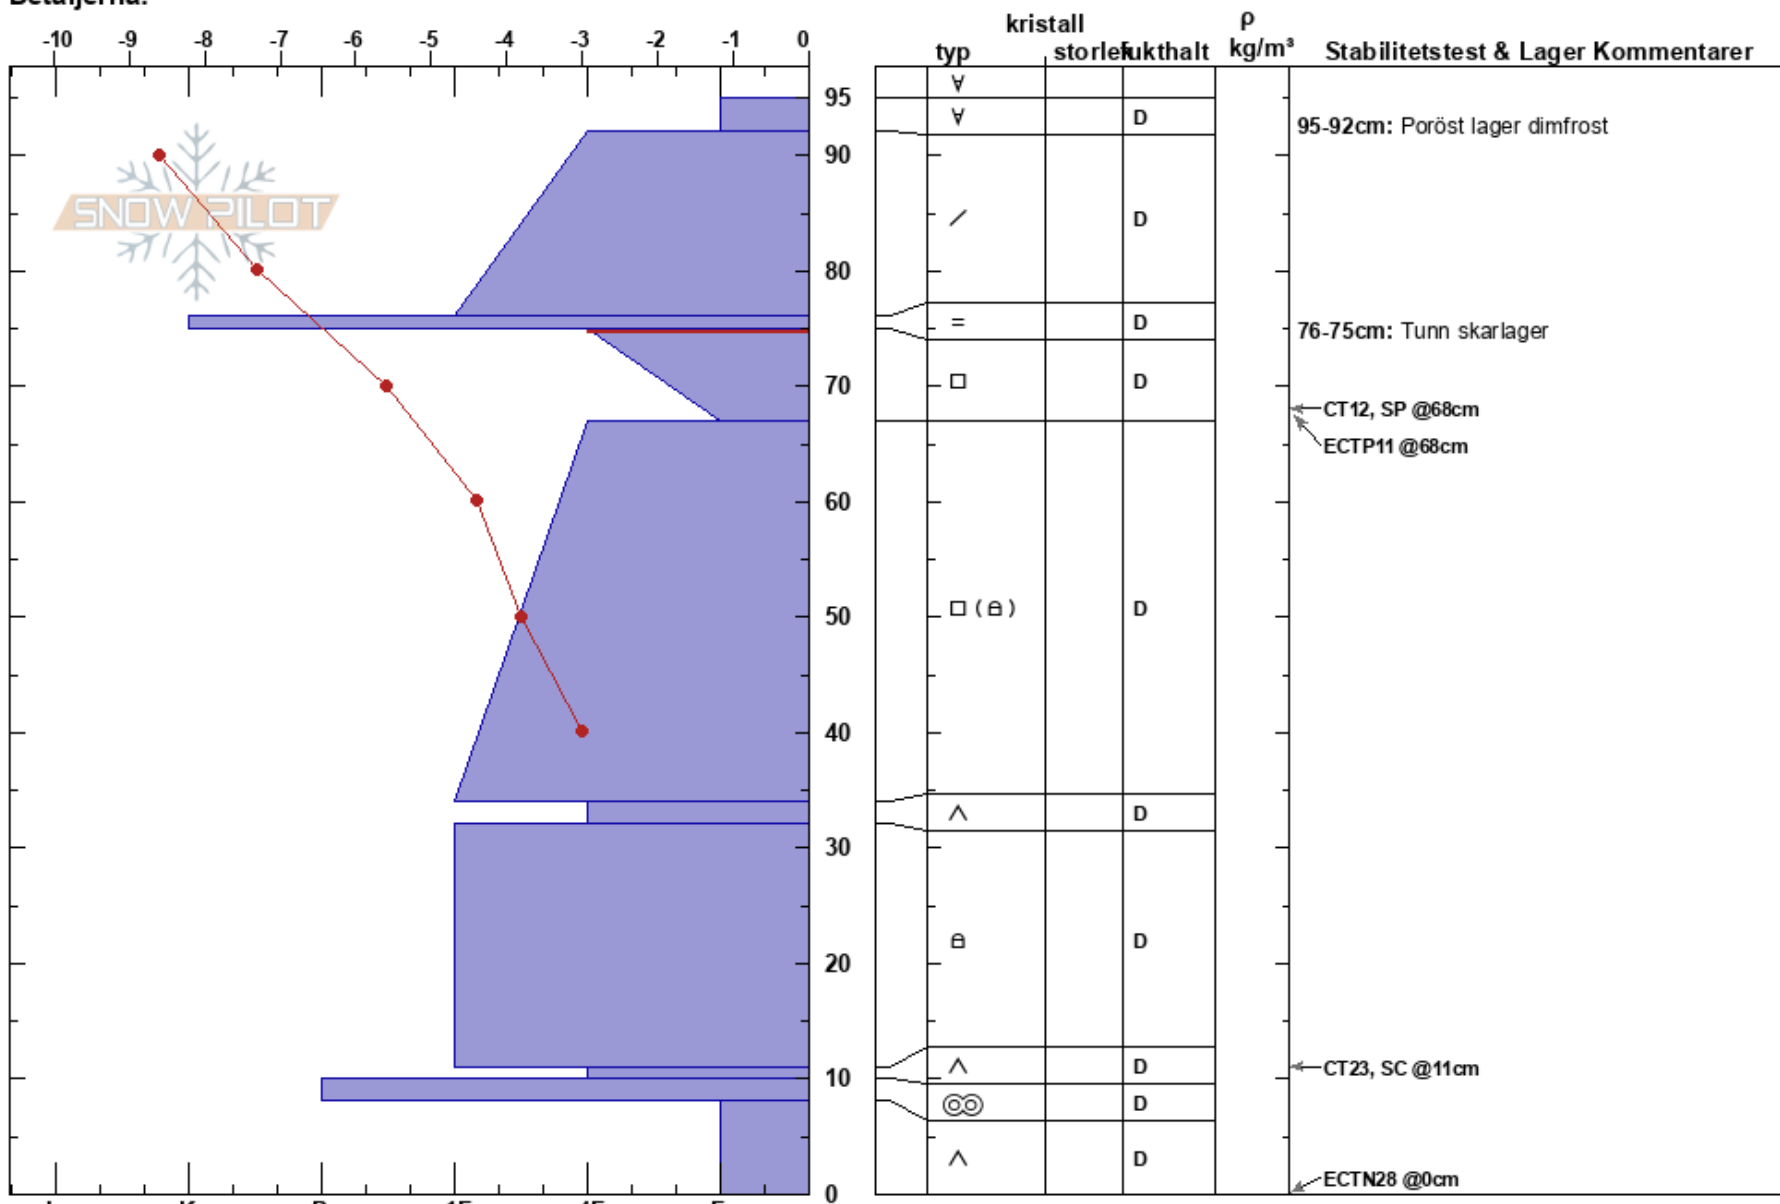 Betaljerna:
kristall ρ
-10 -9 -8 -7 -6 -5 -4 -3 -2 -1 0 typ storlek fukthalt kg/m³ Stabilitetstest & Lager Kommentarer
95
D 95-92cm: Poröst lager dimfrost
90
SNOW PILOT
D
80
= D 76-75cm: Tunn skarlager
70 D
CT12, SP @68cm
ECTP11 @68cm
60
50 D
40
D
30
20 D
10 D CT23, SC @11cm
D
D
ECTN28 @0cm
0